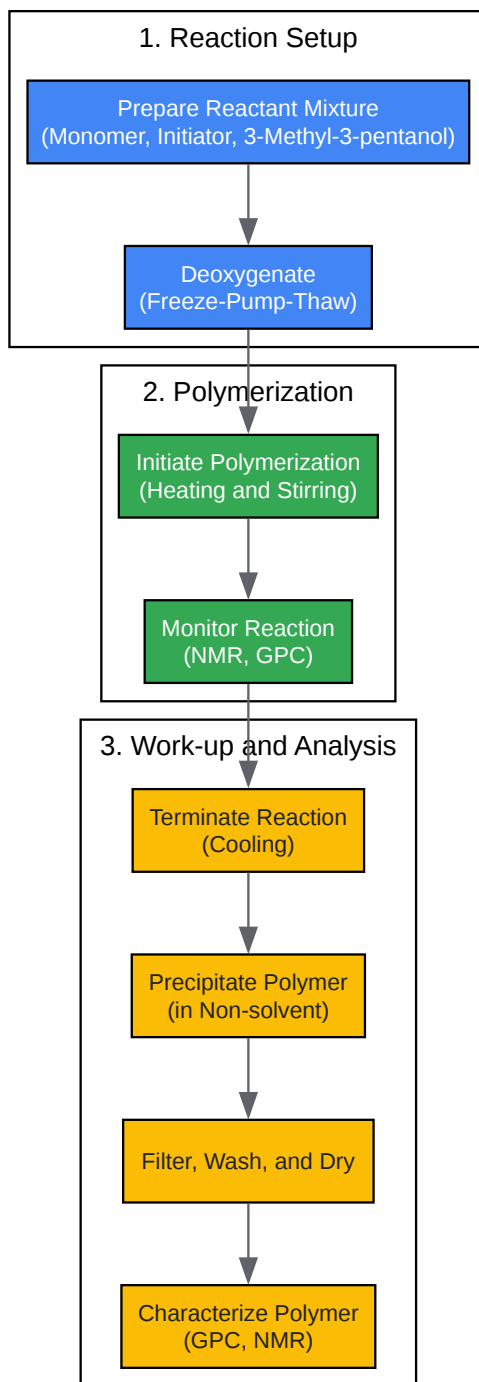 1. Reaction Setup
Prepare Reactant Mixture
(Monomer, Initiator, 3-Methyl-3-pentanol)
Deoxygenate
(Freeze-Pump-Thaw)
2. Polymerization
Initiate Polymerization
(Heating and Stirring)
Monitor Reaction
(NMR, GPC)
3. Work-up and Analysis
Terminate Reaction
(Cooling)
Precipitate Polymer
(in Non-solvent)
Filter, Wash, and Dry
Characterize Polymer
(GPC, NMR)